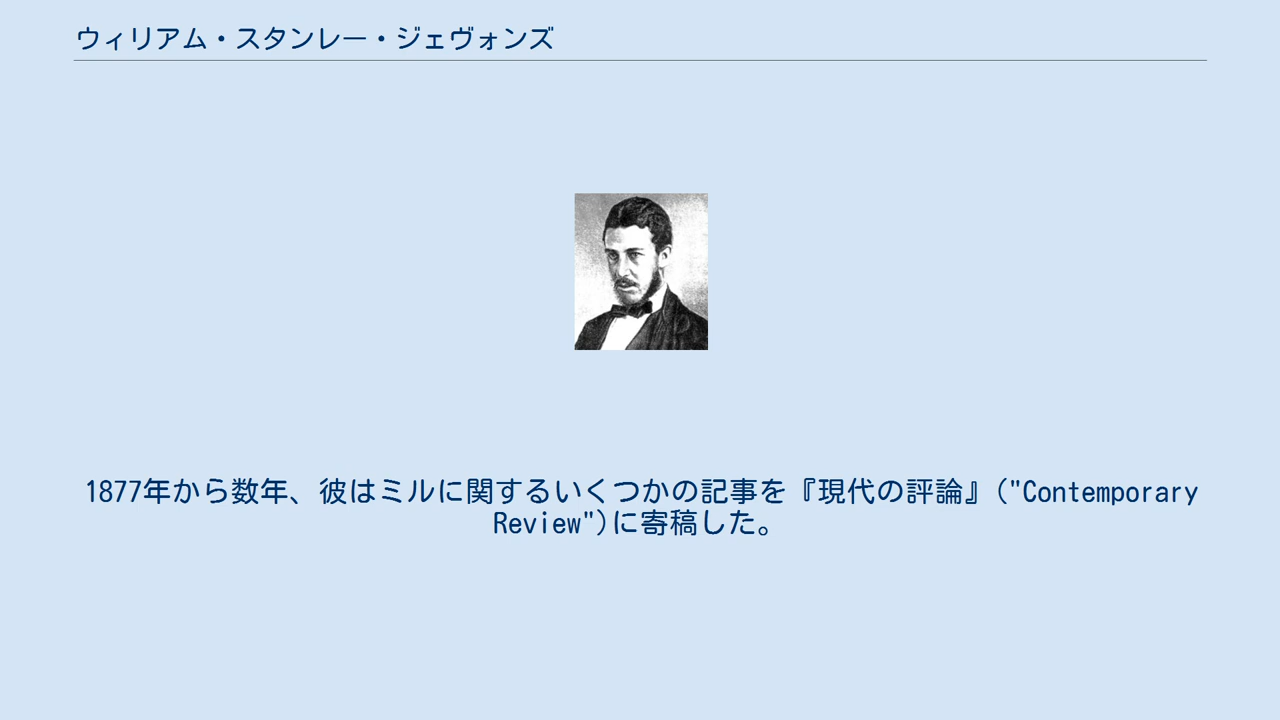 ウィリアム・スタンレー・ジェヴォンズ
1877年から数年、彼はミルに関するいくつかの記事を『現代の評論』("Contemporary
Review")に寄稿した。